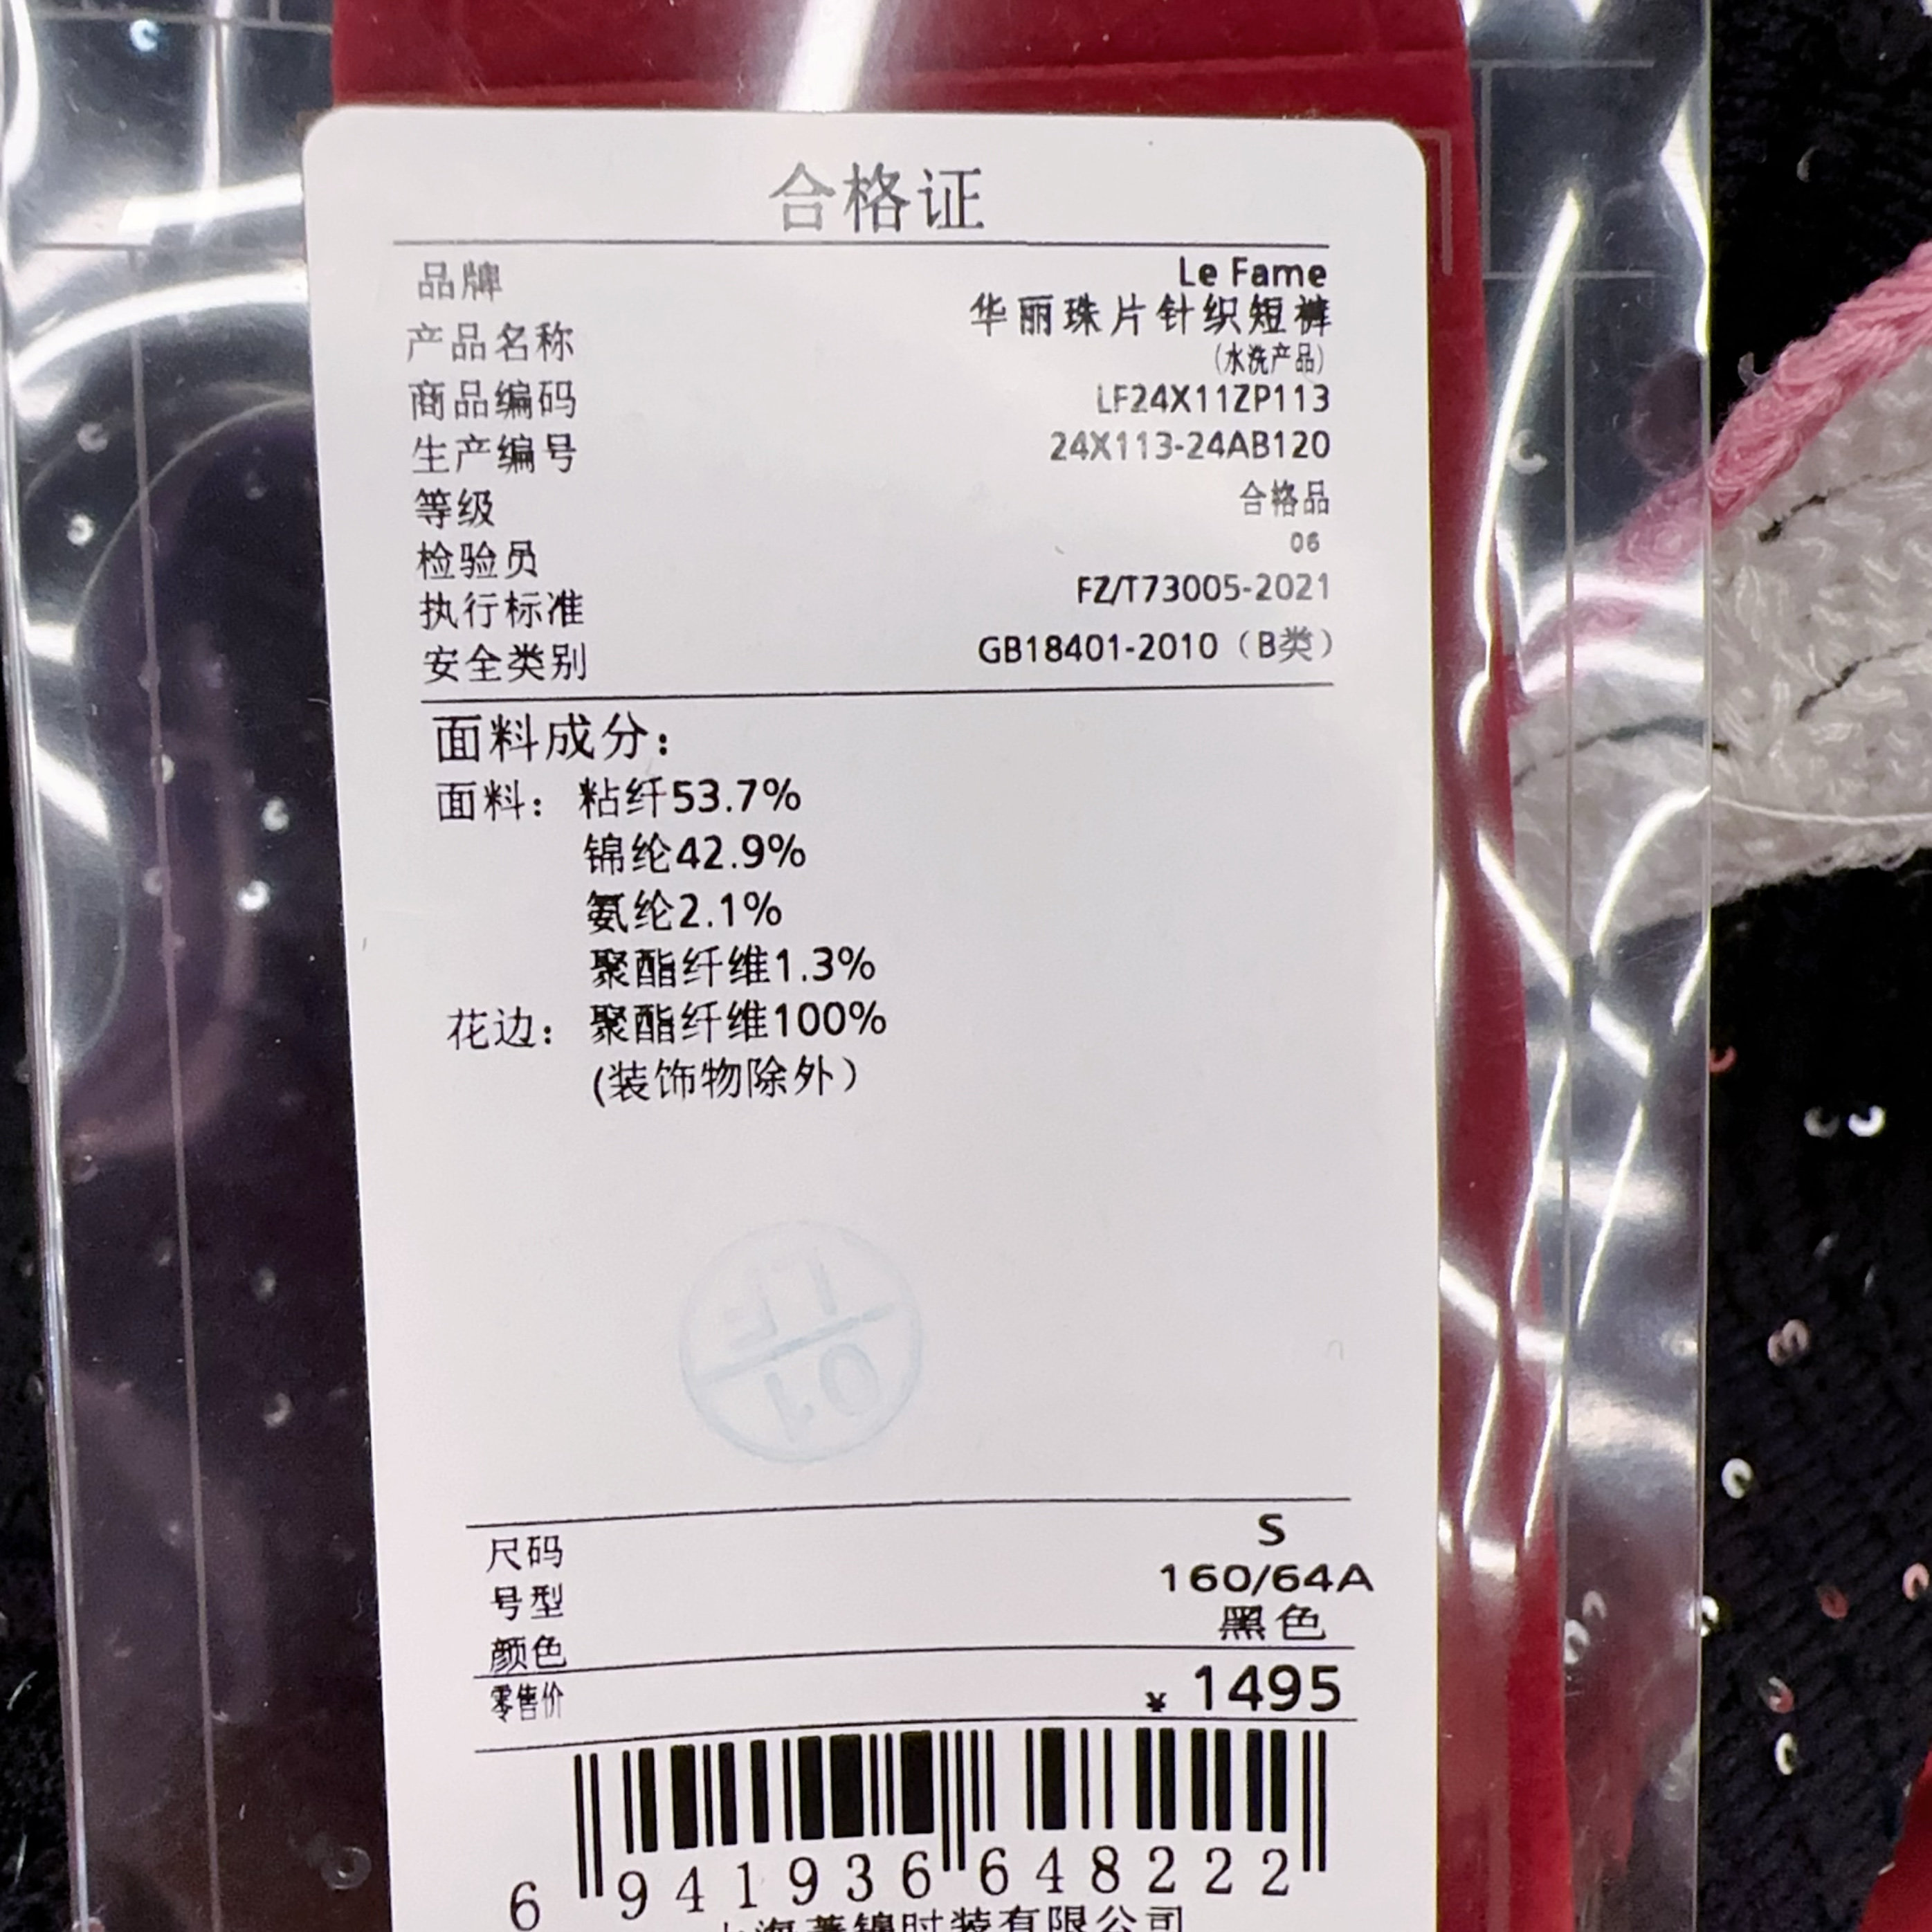 合格证
品牌 Le Fame
产品名称 华丽珠片针织短裤
(水洗产品)
商品编码 LF24X11ZP113
生产编号 24X113-24AB120
等级 合格品
检验员 06
执行标准 FZ/T73005-2021
安全类别 GB18401-2010（B类）
面料成分：
面料：粘纤53.7%
锦纶42.9%
氨纶2.1%
聚酯纤维1.3%
花边：聚酯纤维100%
(装饰物除外）
LF
01
尺码 S
号型 160/64A
颜色 黑色
零售价 ¥ 1495
6 941936 648222